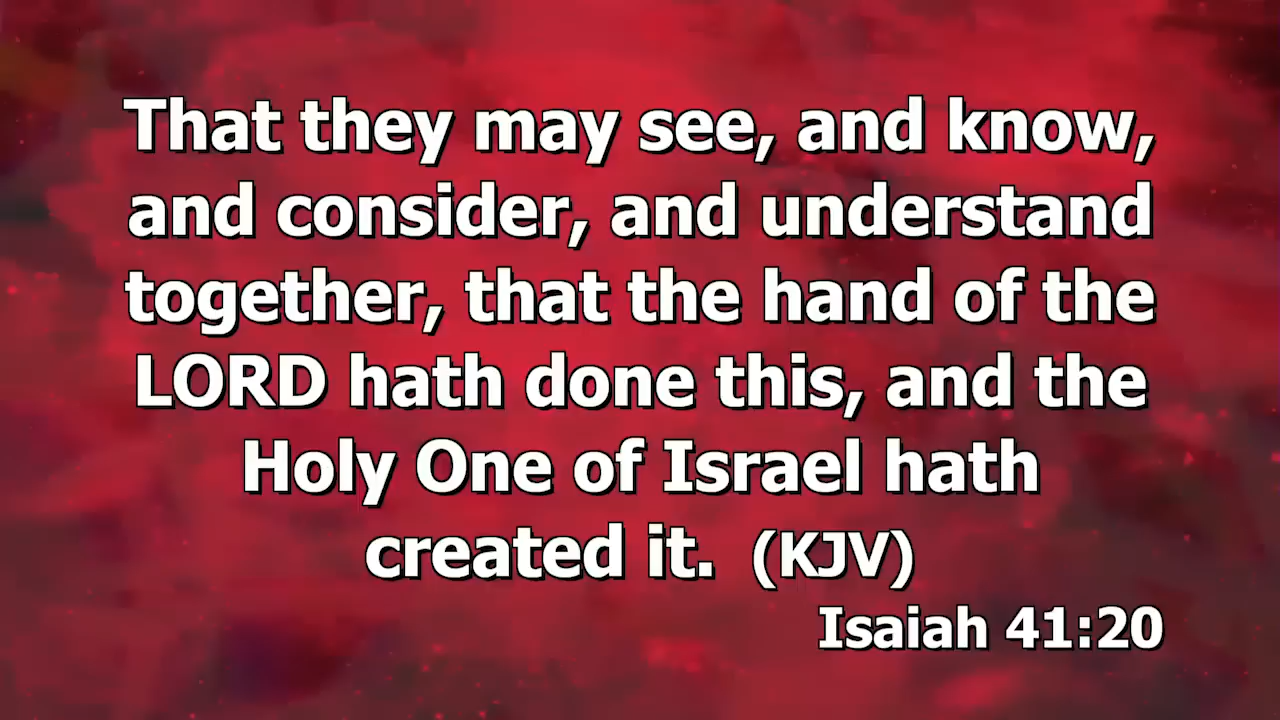 That they may see, and know,
and consider, and understand
together, that the hand of the
LORD hath done this, and the
Holy One of Israel hath
created it.  (KJV)
Isaiah 41:20